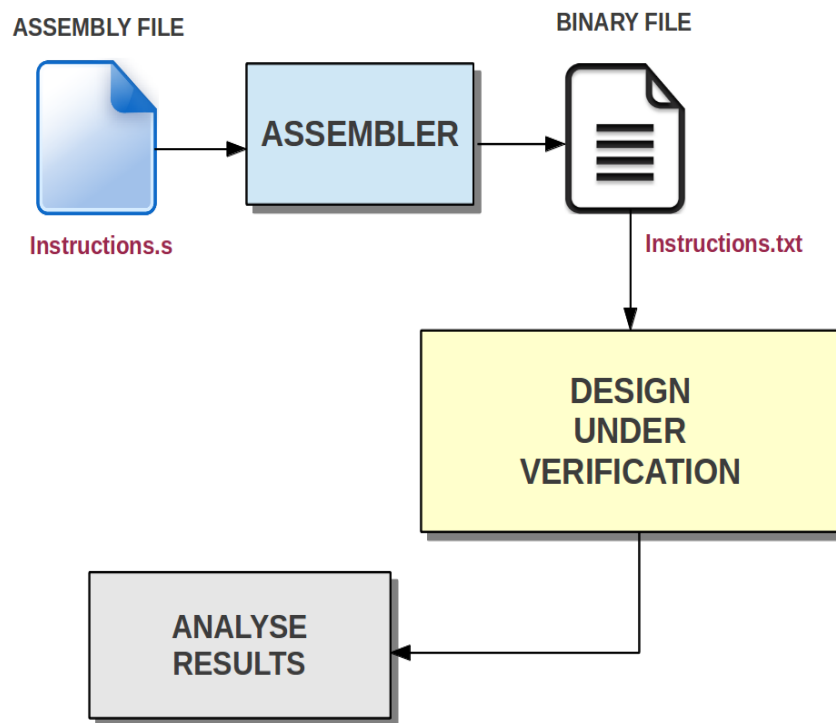 ASSEMBLY FILE
BINARY FILE
ASSEMBLER
Instructions.s
Instructions.txt
DESIGN
UNDER
VERIFICATION
ANALYSE
RESULTS